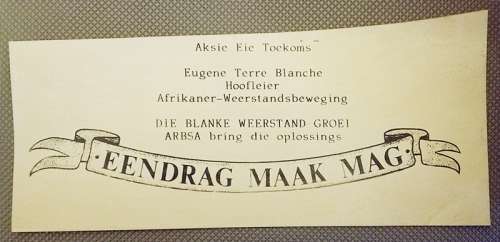 Aksie Eie Toekoms
Eugene Terre Blanche
Hoofleier
Afrikaner-Weerstandsbeweging
DIE BLANKE WEERSTAND GROEI
ARBSA bring die oplossings
·EENDRAG MAAK MAG·